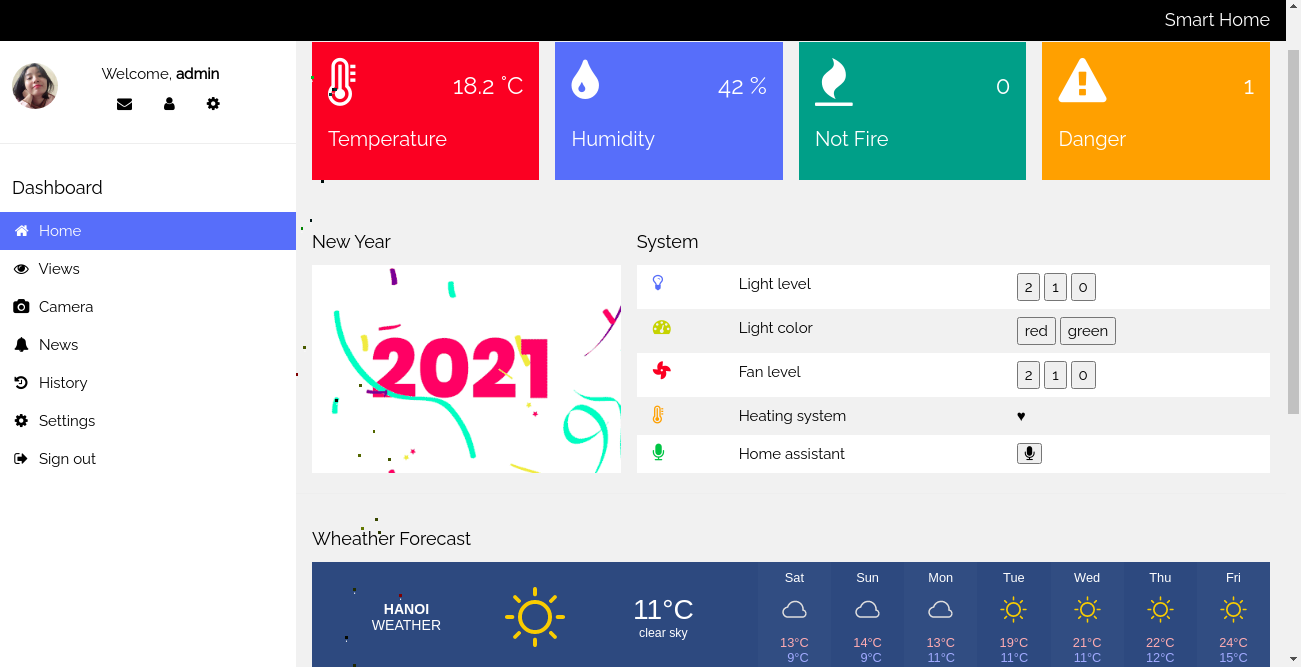 Smart Home
Welcome, admin
Dashboard
Home
Views
Camera
News
History
Settings
Sign out
18.2 °C
Temperature
42 %
Humidity
0
Not Fire
1
Danger
New Year
2021
System
Light level 2 1 0
Light color red green
Fan level 2 1 0
Heating system ♥
Home assistant
Wheather Forecast
HANOI
WEATHER
11°C
clear sky
Sat Sun Mon Tue Wed Thu Fri
13°C 14°C 13°C 19°C 21°C 22°C 24°C
9°C 9°C 11°C 11°C 11°C 12°C 15°C